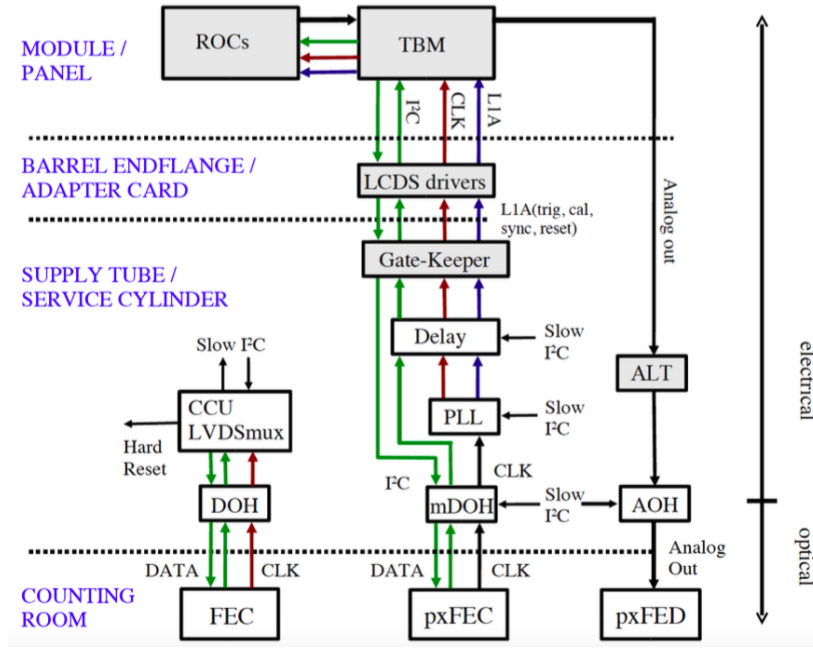 MODULE /
PANEL
ROCs
TBM
I²C
CLK
L1A
BARREL ENDFLANGE /
ADAPTER CARD
LCDS drivers
L1A(trig, cal,
sync, reset)
Analog out
SUPPLY TUBE /
SERVICE CYLINDER
Gate-Keeper
Delay
Slow
I²C
Slow I²C
ALT
electrical
CCU
LVDSmux
PLL
Slow
I²C
Hard
Reset
I²C
CLK
DOH
mDOH
Slow
I²C
AOH
optical
DATA
CLK
DATA
CLK
Analog
Out
COUNTING
ROOM
FEC
pxFEC
pxFED